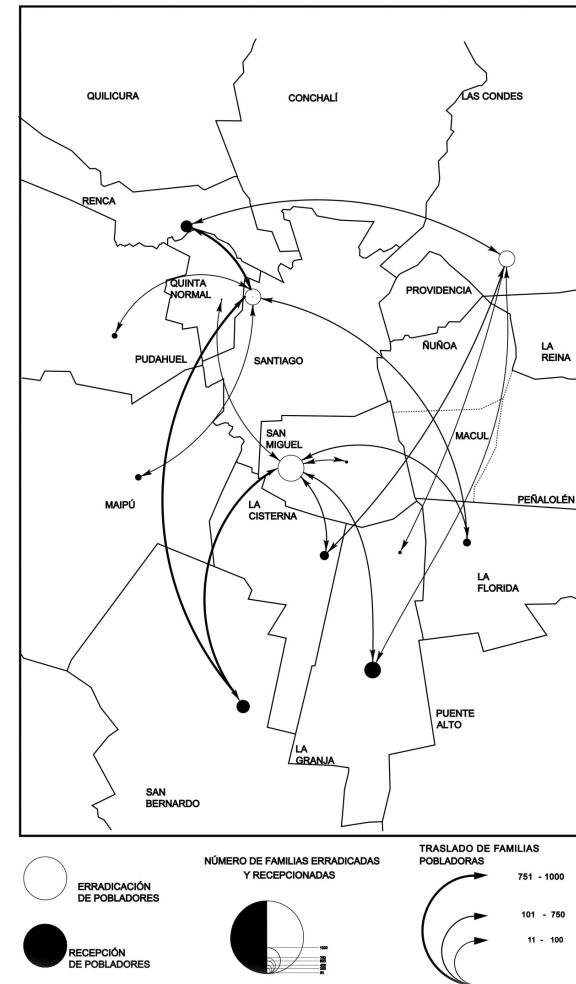 QUILICURA
CONCHALÍ
LAS CONDES
RENCA
QUINTA
NORMAL
PROVIDENCIA
PUDAHUEL
SANTIAGO
ÑUÑOA
LA
REINA
SAN
MIGUEL
MACUL
MAIPÚ
LA
CISTERNA
PEÑALOLÉN
LA
FLORIDA
PUENTE
ALTO
LA
GRANJA
SAN
BERNARDO
ERRADICACIÓN
DE POBLADORES
RECEPCIÓN
DE POBLADORES
NÚMERO DE FAMILIAS ERRADICADAS
Y RECEPCIONADAS
TRASLADO DE FAMILIAS
POBLADORAS
751 - 1000
101 - 750
11 - 100